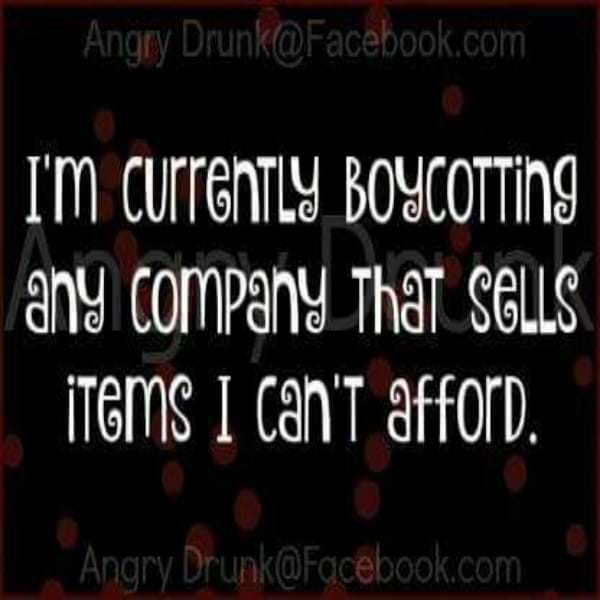 Angry Drunk@Facebook.com
I'm currently boycotting
Angry Drunk
any company that sells
items I can't afford.
Angry Drunk@Facebook.com